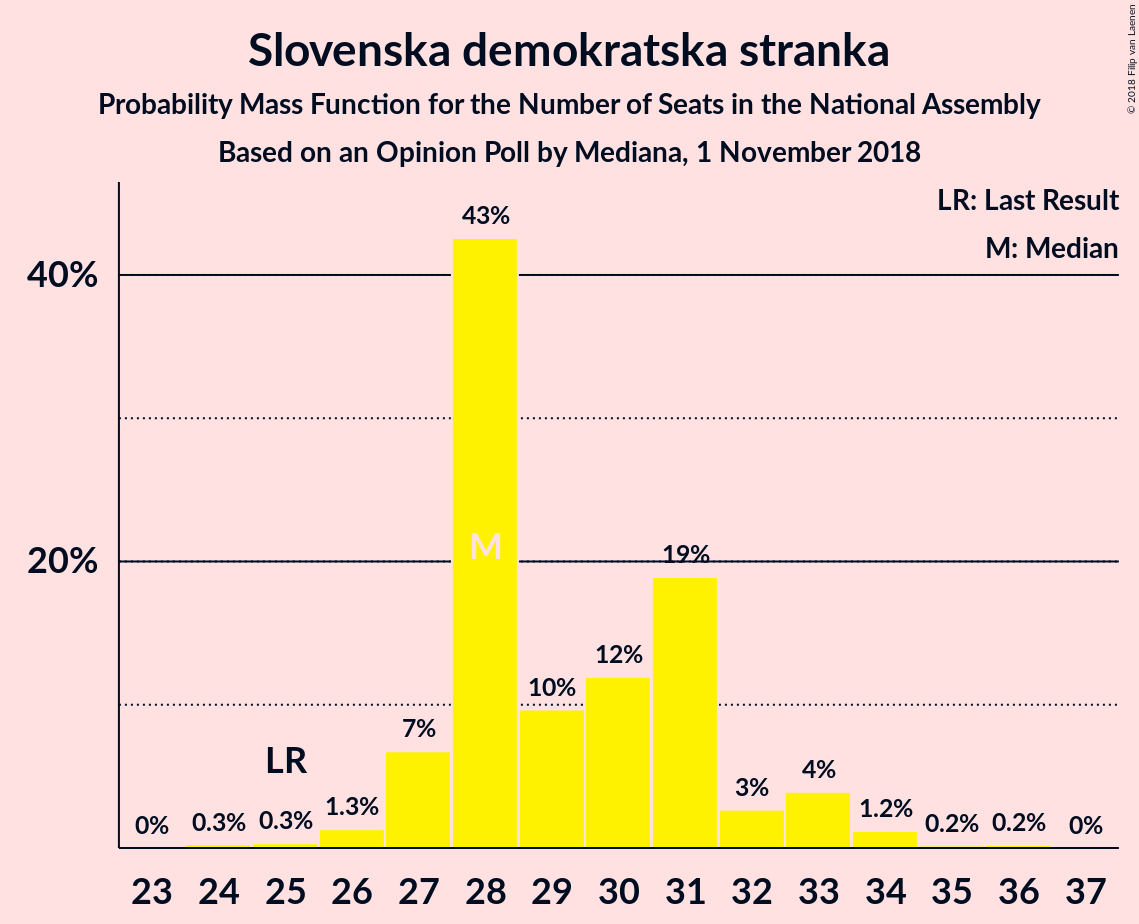 Slovenska demokratska stranka
Probability Mass Function for the Number of Seats in the National Assembly
Based on an Opinion Poll by Mediana, 1 November 2018
© 2018 Filip van Laenen
LR: Last Result
M: Median
40%
20%
0%
0.3%
0.3%
1.3%
7%
43%
10%
12%
19%
3%
4%
1.2%
0.2%
0.2%
0%
LR
M
23 24 25 26 27 28 29 30 31 32 33 34 35 36 37